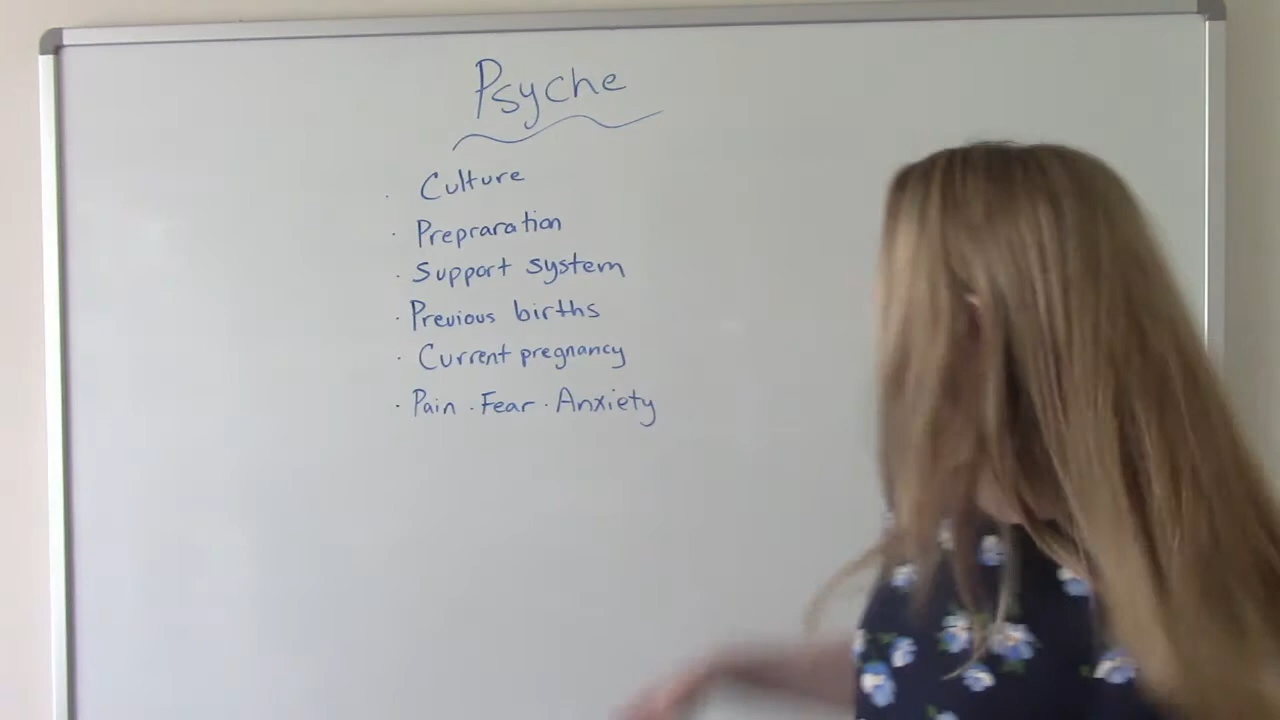 Psyche
· Culture
· Prepraration
· Support system
· Previous births
· Current pregnancy
· Pain · Fear · Anxiety